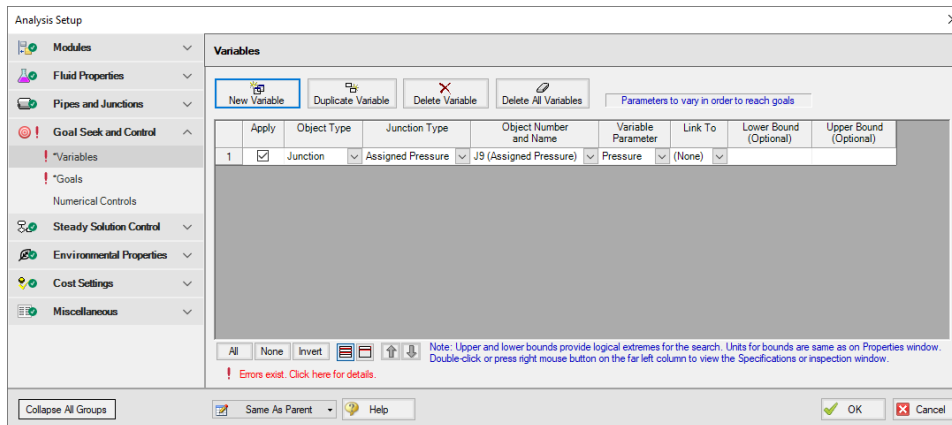 Analysis Setup
Modules
Fluid Properties
Pipes and Junctions
Goal Seek and Control
*Variables
*Goals
Numerical Controls
Steady Solution Control
Environmental Properties
Cost Settings
Miscellaneous
Variables
New Variable Duplicate Variable Delete Variable Delete All Variables Parameters to vary in order to reach goals
Apply Object Type Junction Type Object Number and Name Variable Parameter Link To Lower Bound (Optional) Upper Bound (Optional)
1 Junction Assigned Pressure J9 (Assigned Pressure) Pressure (None)
All None Invert
Note: Upper and lower bounds provide logical extremes for the search. Units for bounds are same as on Properties window.
Double-click or press right mouse button on the far left column to view the Specifications or inspection window.
! Errors exist. Click here for details.
Collapse All Groups Same As Parent Help OK Cancel